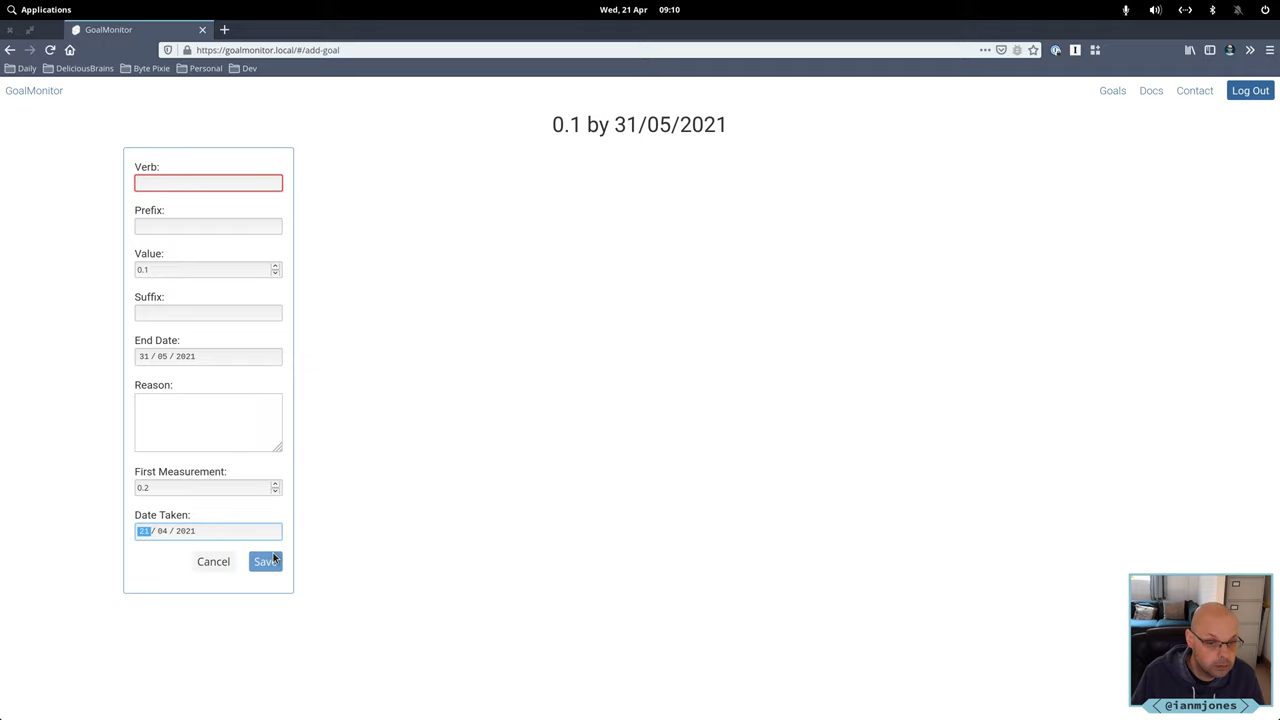 Applications
Wed, 21 Apr 09:10
GoalMonitor
https://goalmonitor.local/#/add-goal
Daily DeliciousBrains Byte Pixie Personal Dev
GoalMonitor Goals Docs Contact Log Out
0.1 by 31/05/2021
Verb:
Prefix:
Value:
0.1
Suffix:
End Date:
31 / 05 / 2021
Reason:
First Measurement:
0.2
Date Taken:
21 / 04 / 2021
Cancel Save
@ianmjones